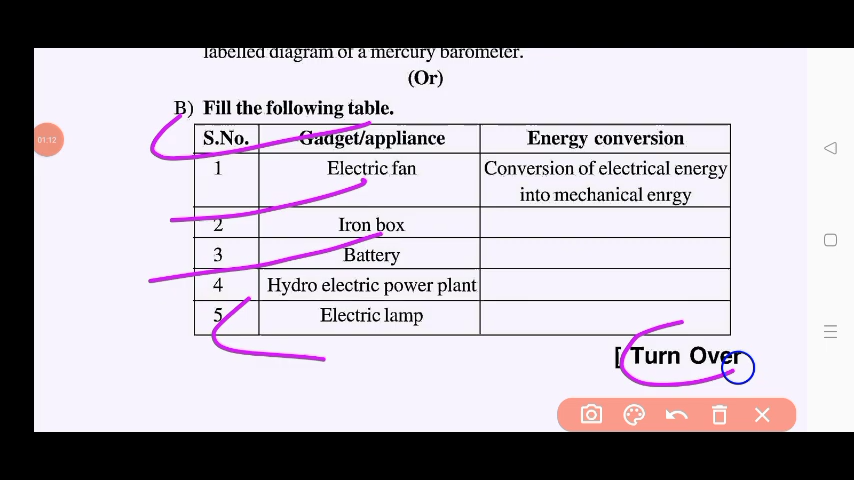 labelled diagram of a mercury barometer.
(Or)
B) Fill the following table.
S.No. Gadget/appliance Energy conversion
1 Electric fan Conversion of electrical energy
into mechanical enrgy
2 Iron box
3 Battery
4 Hydro electric power plant
5 Electric lamp
[ Turn Over
01:12